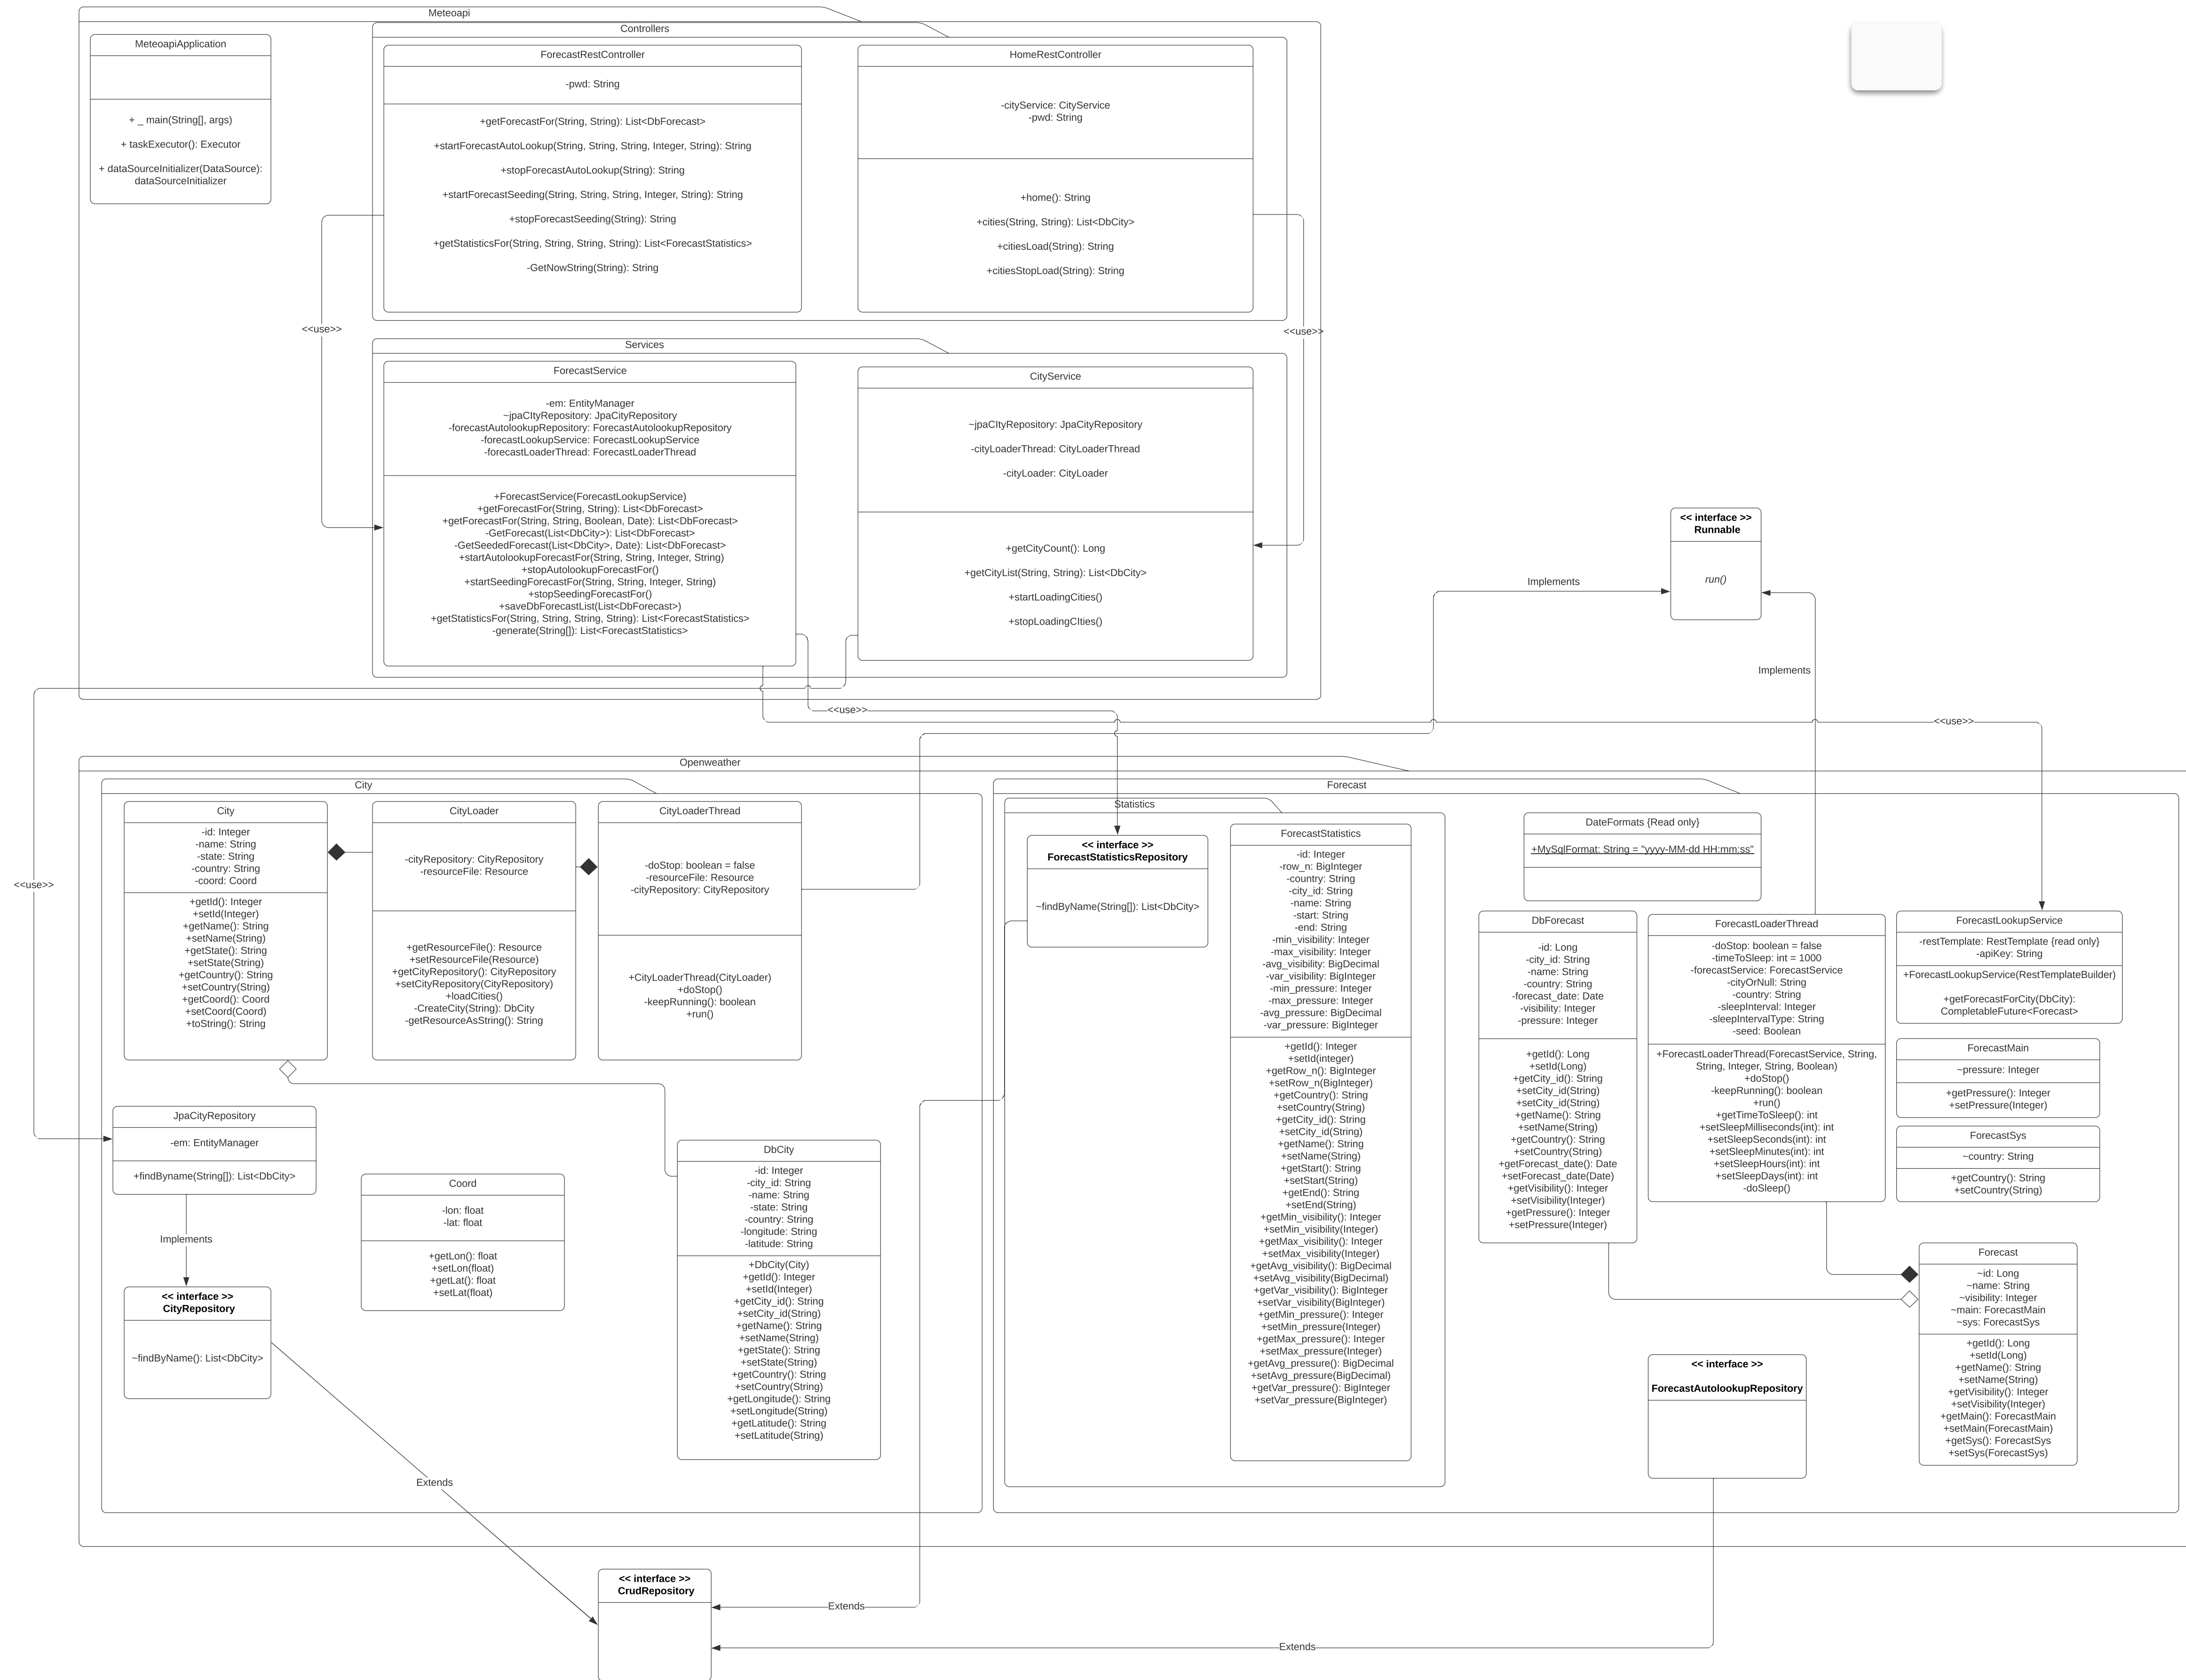 Meteoapi
MeteoapiApplication
+ _ main(String[], args)
+ taskExecutor(): Executor
+ dataSourceInitializer(DataSource):
dataSourceInitializer
Controllers
ForecastRestController
-pwd: String
+getForecastFor(String, String): List<DbForecast>
+startForecastAutoLookup(String, String, String, Integer, String): String
+stopForecastAutoLookup(String): String
+startForecastSeeding(String, String, String, Integer, String): String
+stopForecastSeeding(String): String
+getStatisticsFor(String, String, String, String): List<ForecastStatistics>
-GetNowString(String): String
HomeRestController
-cityService: CityService
-pwd: String
+home(): String
+cities(String, String): List<DbCity>
+citiesLoad(String): String
+citiesStopLoad(String): String
<<use>>
<<use>>
Services
ForecastService
-em: EntityManager
~jpaCItyRepository: JpaCityRepository
-forecastAutolookupRepository: ForecastAutolookupRepository
-forecastLookupService: ForecastLookupService
-forecastLoaderThread: ForecastLoaderThread
+ForecastService(ForecastLookupService)
+getForecastFor(String, String): List<DbForecast>
+getForecastFor(String, String, Boolean, Date): List<DbForecast>
-GetForecast(List<DbCity>): List<DbForecast>
-GetSeededForecast(List<DbCity>, Date): List<DbForecast>
+startAutolookupForecastFor(String, String, Integer, String)
+stopAutolookupForecastFor()
+startSeedingForecastFor(String, String, Integer, String)
+stopSeedingForecastFor()
+saveDbForecastList(List<DbForecast>)
+getStatisticsFor(String, String, String, String): List<ForecastStatistics>
-generate(String[]): List<ForecastStatistics>
CityService
~jpaCItyRepository: JpaCityRepository
-cityLoaderThread: CityLoaderThread
-cityLoader: CityLoader
+getCityCount(): Long
+getCityList(String, String): List<DbCity>
+startLoadingCities()
+stopLoadingCIties()
<< interface >>
Runnable
run()
Implements
Implements
<<use>>
<<use>>
<<use>>
Openweather
City
City
-id: Integer
-name: String
-state: String
-country: String
-coord: Coord
+getId(): Integer
+setId(Integer)
+getName(): String
+setName(String)
+getState(): String
+setState(String)
+getCountry(): String
+setCountry(String)
+getCoord(): Coord
+setCoord(Coord)
+toString(): String
CityLoader
-cityRepository: CityRepository
-resourceFile: Resource
+getResourceFile(): Resource
+setResourceFile(Resource)
+getCityRepository(): CityRepository
+setCityRepository(CityRepository)
+loadCities()
-CreateCity(String): DbCity
-getResourceAsString(): String
CityLoaderThread
-doStop: boolean = false
-resourceFile: Resource
-cityRepository: CityRepository
+CityLoaderThread(CityLoader)
+doStop()
-keepRunning(): boolean
+run()
JpaCityRepository
-em: EntityManager
+findByname(String[]): List<DbCity>
Implements
<< interface >>
CityRepository
~findByName(): List<DbCity>
Coord
-lon: float
-lat: float
+getLon(): float
+setLon(float)
+getLat(): float
+setLat(float)
DbCity
-id: Integer
-city_id: String
-name: String
-state: String
-country: String
-longitude: String
-latitude: String
+DbCity(City)
+getId(): Integer
+setId(Integer)
+getCity_id(): String
+setCity_id(String)
+getName(): String
+setName(String)
+getState(): String
+setState(String)
+getCountry(): String
+setCountry(String)
+getLongitude(): String
+setLongitude(String)
+getLatitude(): String
+setLatitude(String)
Forecast
Statistics
<< interface >>
ForecastStatisticsRepository
~findByName(String[]): List<DbCity>
ForecastStatistics
-id: Integer
-row_n: BigInteger
-country: String
-city_id: String
-name: String
-start: String
-end: String
-min_visibility: Integer
-max_visibility: Integer
-avg_visibility: BigDecimal
-var_visibility: BigInteger
-min_pressure: Integer
-max_pressure: Integer
-avg_pressure: BigDecimal
-var_pressure: BigInteger
+getId(): Integer
+setId(integer)
+getRow_n(): BigInteger
+setRow_n(BigInteger)
+getCountry(): String
+setCountry(String)
+getCity_id(): String
+setCity_id(String)
+getName(): String
+setName(String)
+getStart(): String
+setStart(String)
+getEnd(): String
+setEnd(String)
+getMin_visibility(): Integer
+setMin_visibility(Integer)
+getMax_visibility(): Integer
+setMax_visibility(Integer)
+getAvg_visibility(): BigDecimal
+setAvg_visibility(BigDecimal)
+getVar_visibility(): BigInteger
+setVar_visibility(BigInteger)
+getMin_pressure(): Integer
+setMin_pressure(Integer)
+getMax_pressure(): Integer
+setMax_pressure(Integer)
+getAvg_pressure(): BigDecimal
+setAvg_pressure(BigDecimal)
+getVar_pressure(): BigInteger
+setVar_pressure(BigInteger)
DateFormats {Read only}
+MySqlFormat: String = "yyyy-MM-dd HH:mm:ss"
DbForecast
-id: Long
-city_id: String
-name: String
-country: String
-forecast_date: Date
-visibility: Integer
-pressure: Integer
+getId(): Long
+setId(Long)
+getCity_id(): String
+setCity_id(String)
+setCity_id(String)
+getName(): String
+setName(String)
+getCountry(): String
+setCountry(String)
+getForecast_date(): Date
+setForecast_date(Date)
+getVisibility(): Integer
+setVisibility(Integer)
+getPressure(): Integer
+setPressure(Integer)
ForecastLoaderThread
-doStop: boolean = false
-timeToSleep: int = 1000
-forecastService: ForecastService
-cityOrNull: String
-country: String
-sleepInterval: Integer
-sleepIntervalType: String
-seed: Boolean
+ForecastLoaderThread(ForecastService, String,
String, Integer, String, Boolean)
+doStop()
-keepRunning(): boolean
+run()
+getTimeToSleep(): int
+setSleepMilliseconds(int): int
+setSleepSeconds(int): int
+setSleepMinutes(int): int
+setSleepHours(int): int
+setSleepDays(int): int
-doSleep()
ForecastLookupService
-restTemplate: RestTemplate {read only}
-apiKey: String
+ForecastLookupService(RestTemplateBuilder)
+getForecastForCity(DbCity):
CompletableFuture<Forecast>
ForecastMain
~pressure: Integer
+getPressure(): Integer
+setPressure(Integer)
ForecastSys
~country: String
+getCountry(): String
+setCountry(String)
Forecast
~id: Long
~name: String
~visibility: Integer
~main: ForecastMain
~sys: ForecastSys
+getId(): Long
+setId(Long)
+getName(): String
+setName(String)
+getVisibility(): Integer
+setVisibility(Integer)
+getMain(): ForecastMain
+setMain(ForecastMain)
+getSys(): ForecastSys
+setSys(ForecastSys)
<< interface >>
ForecastAutolookupRepository
Extends
<< interface >>
CrudRepository
Extends
Extends